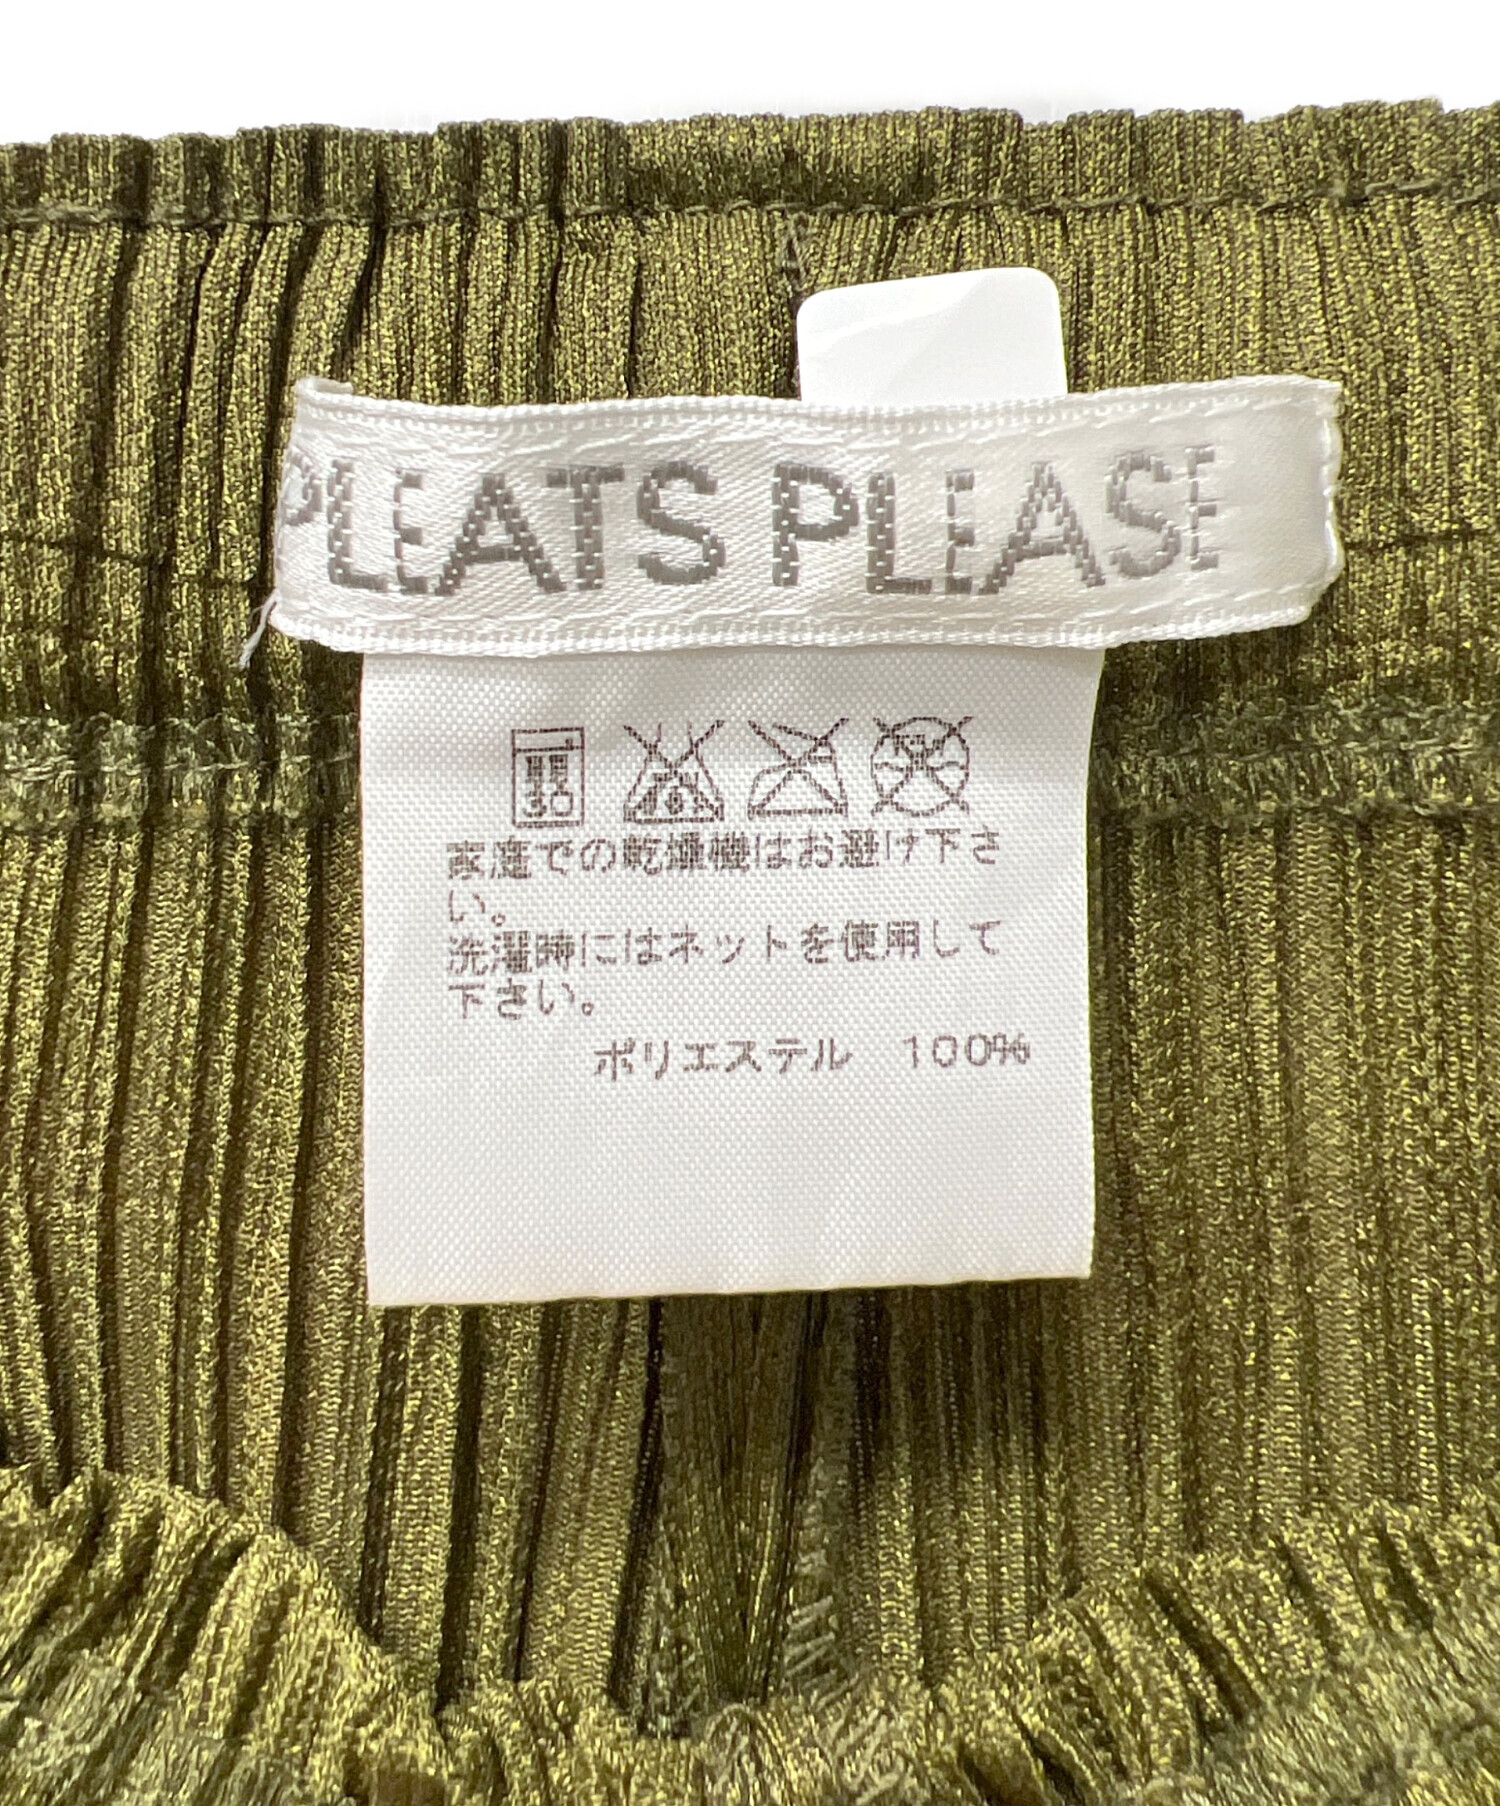 PLEATS PLEASE
30
家庭での乾燥機はお避け下さ
い。
洗濯時にはネットを使用して
下さい。
ポリエステル 100%